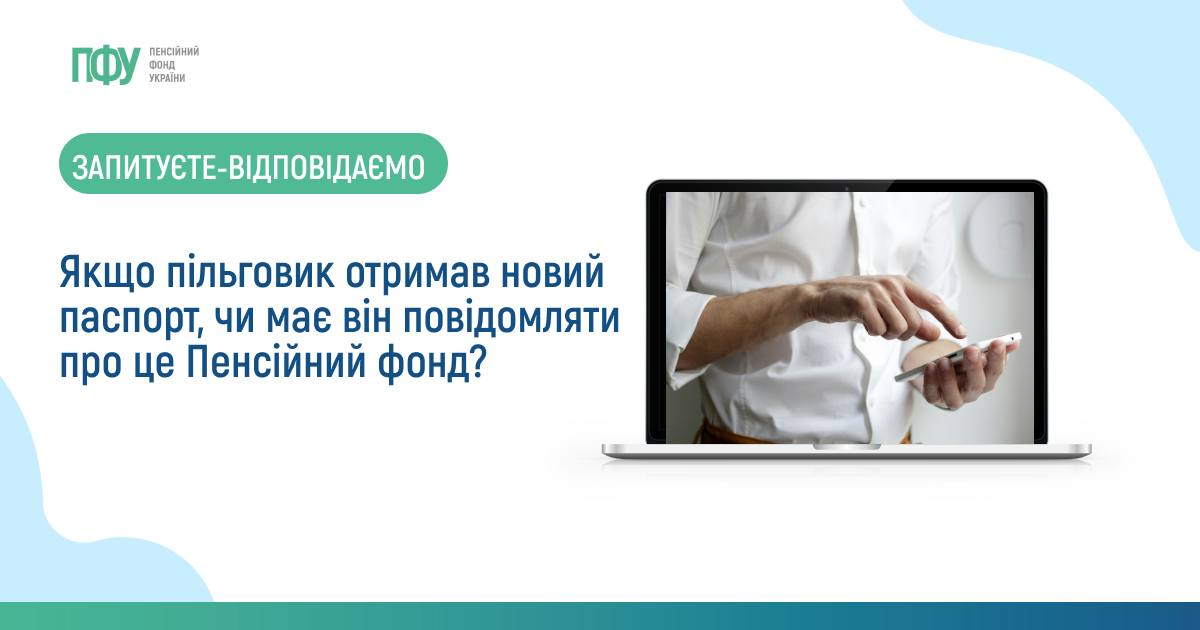 ПФУ
ПЕНСІЙНИЙ
ФОНД
УКРАЇНИ
ЗАПИТУЄТЕ-ВІДПОВІДАЄМО
Якщо пільговик отримав новий
паспорт, чи має він повідомляти
про це Пенсійний фонд?